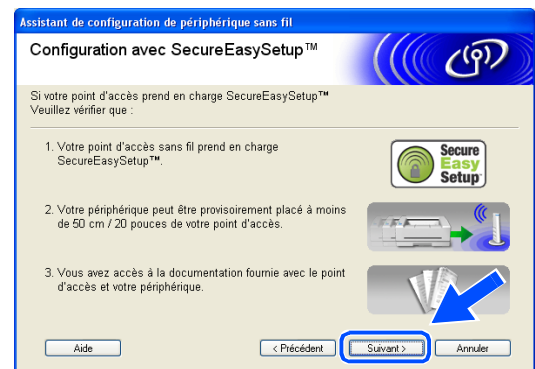 Assistant de configuration de périphérique sans fil
Configuration avec SecureEasySetup™
Si votre point d'accès prend en charge SecureEasySetup™
Veuillez vérifier que :
1. Votre point d'accès sans fil prend en charge
SecureEasySetup™.
Secure
Easy
Setup
2. Votre périphérique peut être provisoirement placé à moins
de 50 cm / 20 pouces de votre point d'accès.
3. Vous avez accès à la documentation fournie avec le point
d'accès et votre périphérique.
Aide
< Précédent
Suivant >
Annuler